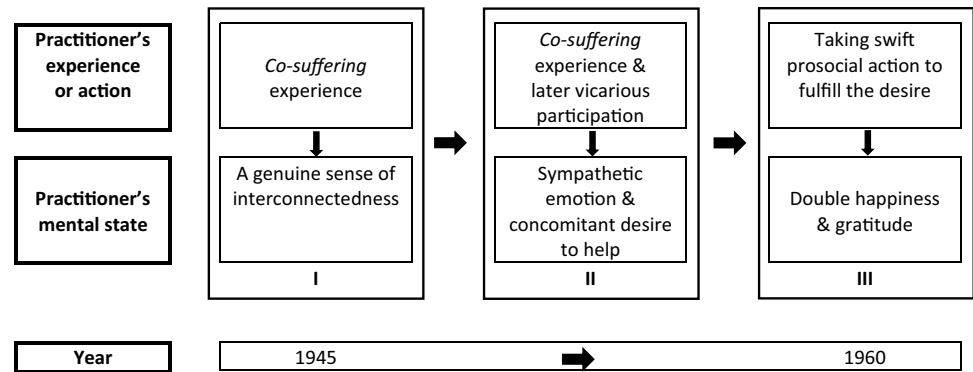 Practitioner's
experience
or action
Co-suffering
experience
Co-suffering
experience &
later vicarious
participation
Taking swift
prosocial action to
fulfill the desire
Practitioner's
mental state
A genuine sense of
interconnectedness
Sympathetic
emotion &
concomitant desire
to help
Double happiness
& gratitude
I
II
III
Year
1945
1960